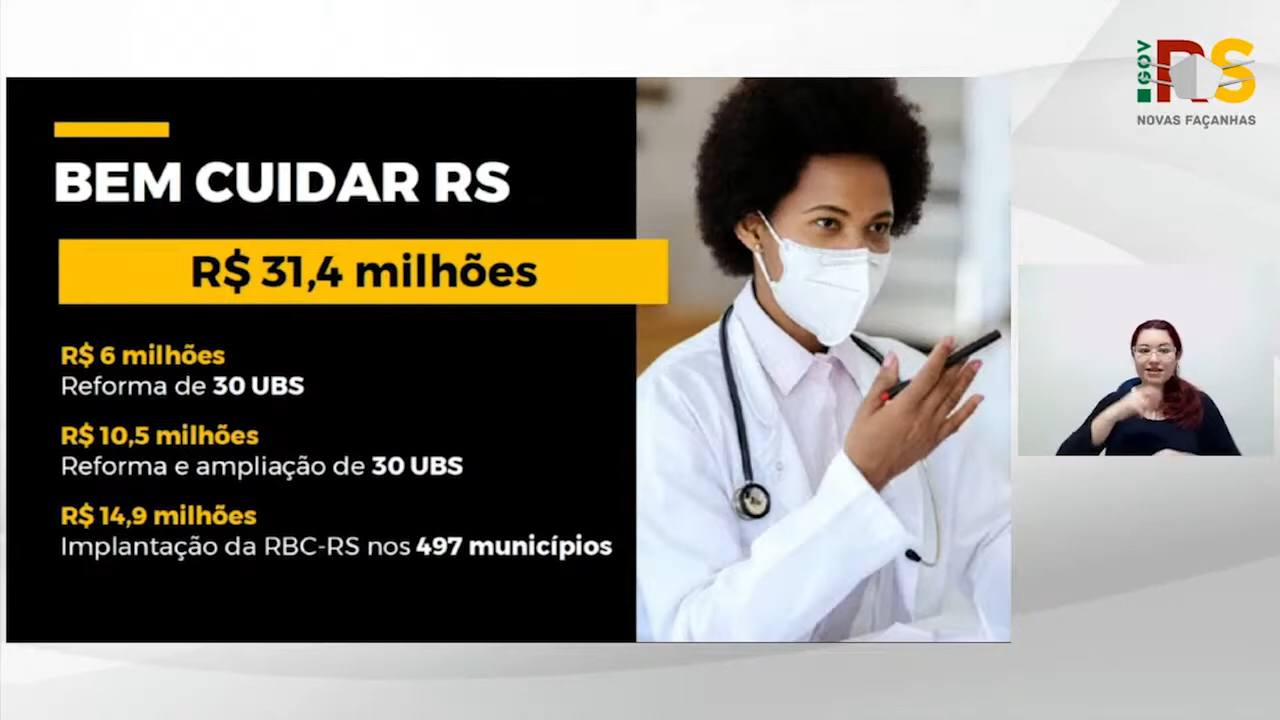 BEM CUIDAR RS
R$ 31,4 milhões
R$ 6 milhões
Reforma de 30 UBS
R$ 10,5 milhões
Reforma e ampliação de 30 UBS
R$ 14,9 milhões
Implantação da RBC-RS nos 497 municípios
GOV
RS
NOVAS FAÇANHAS